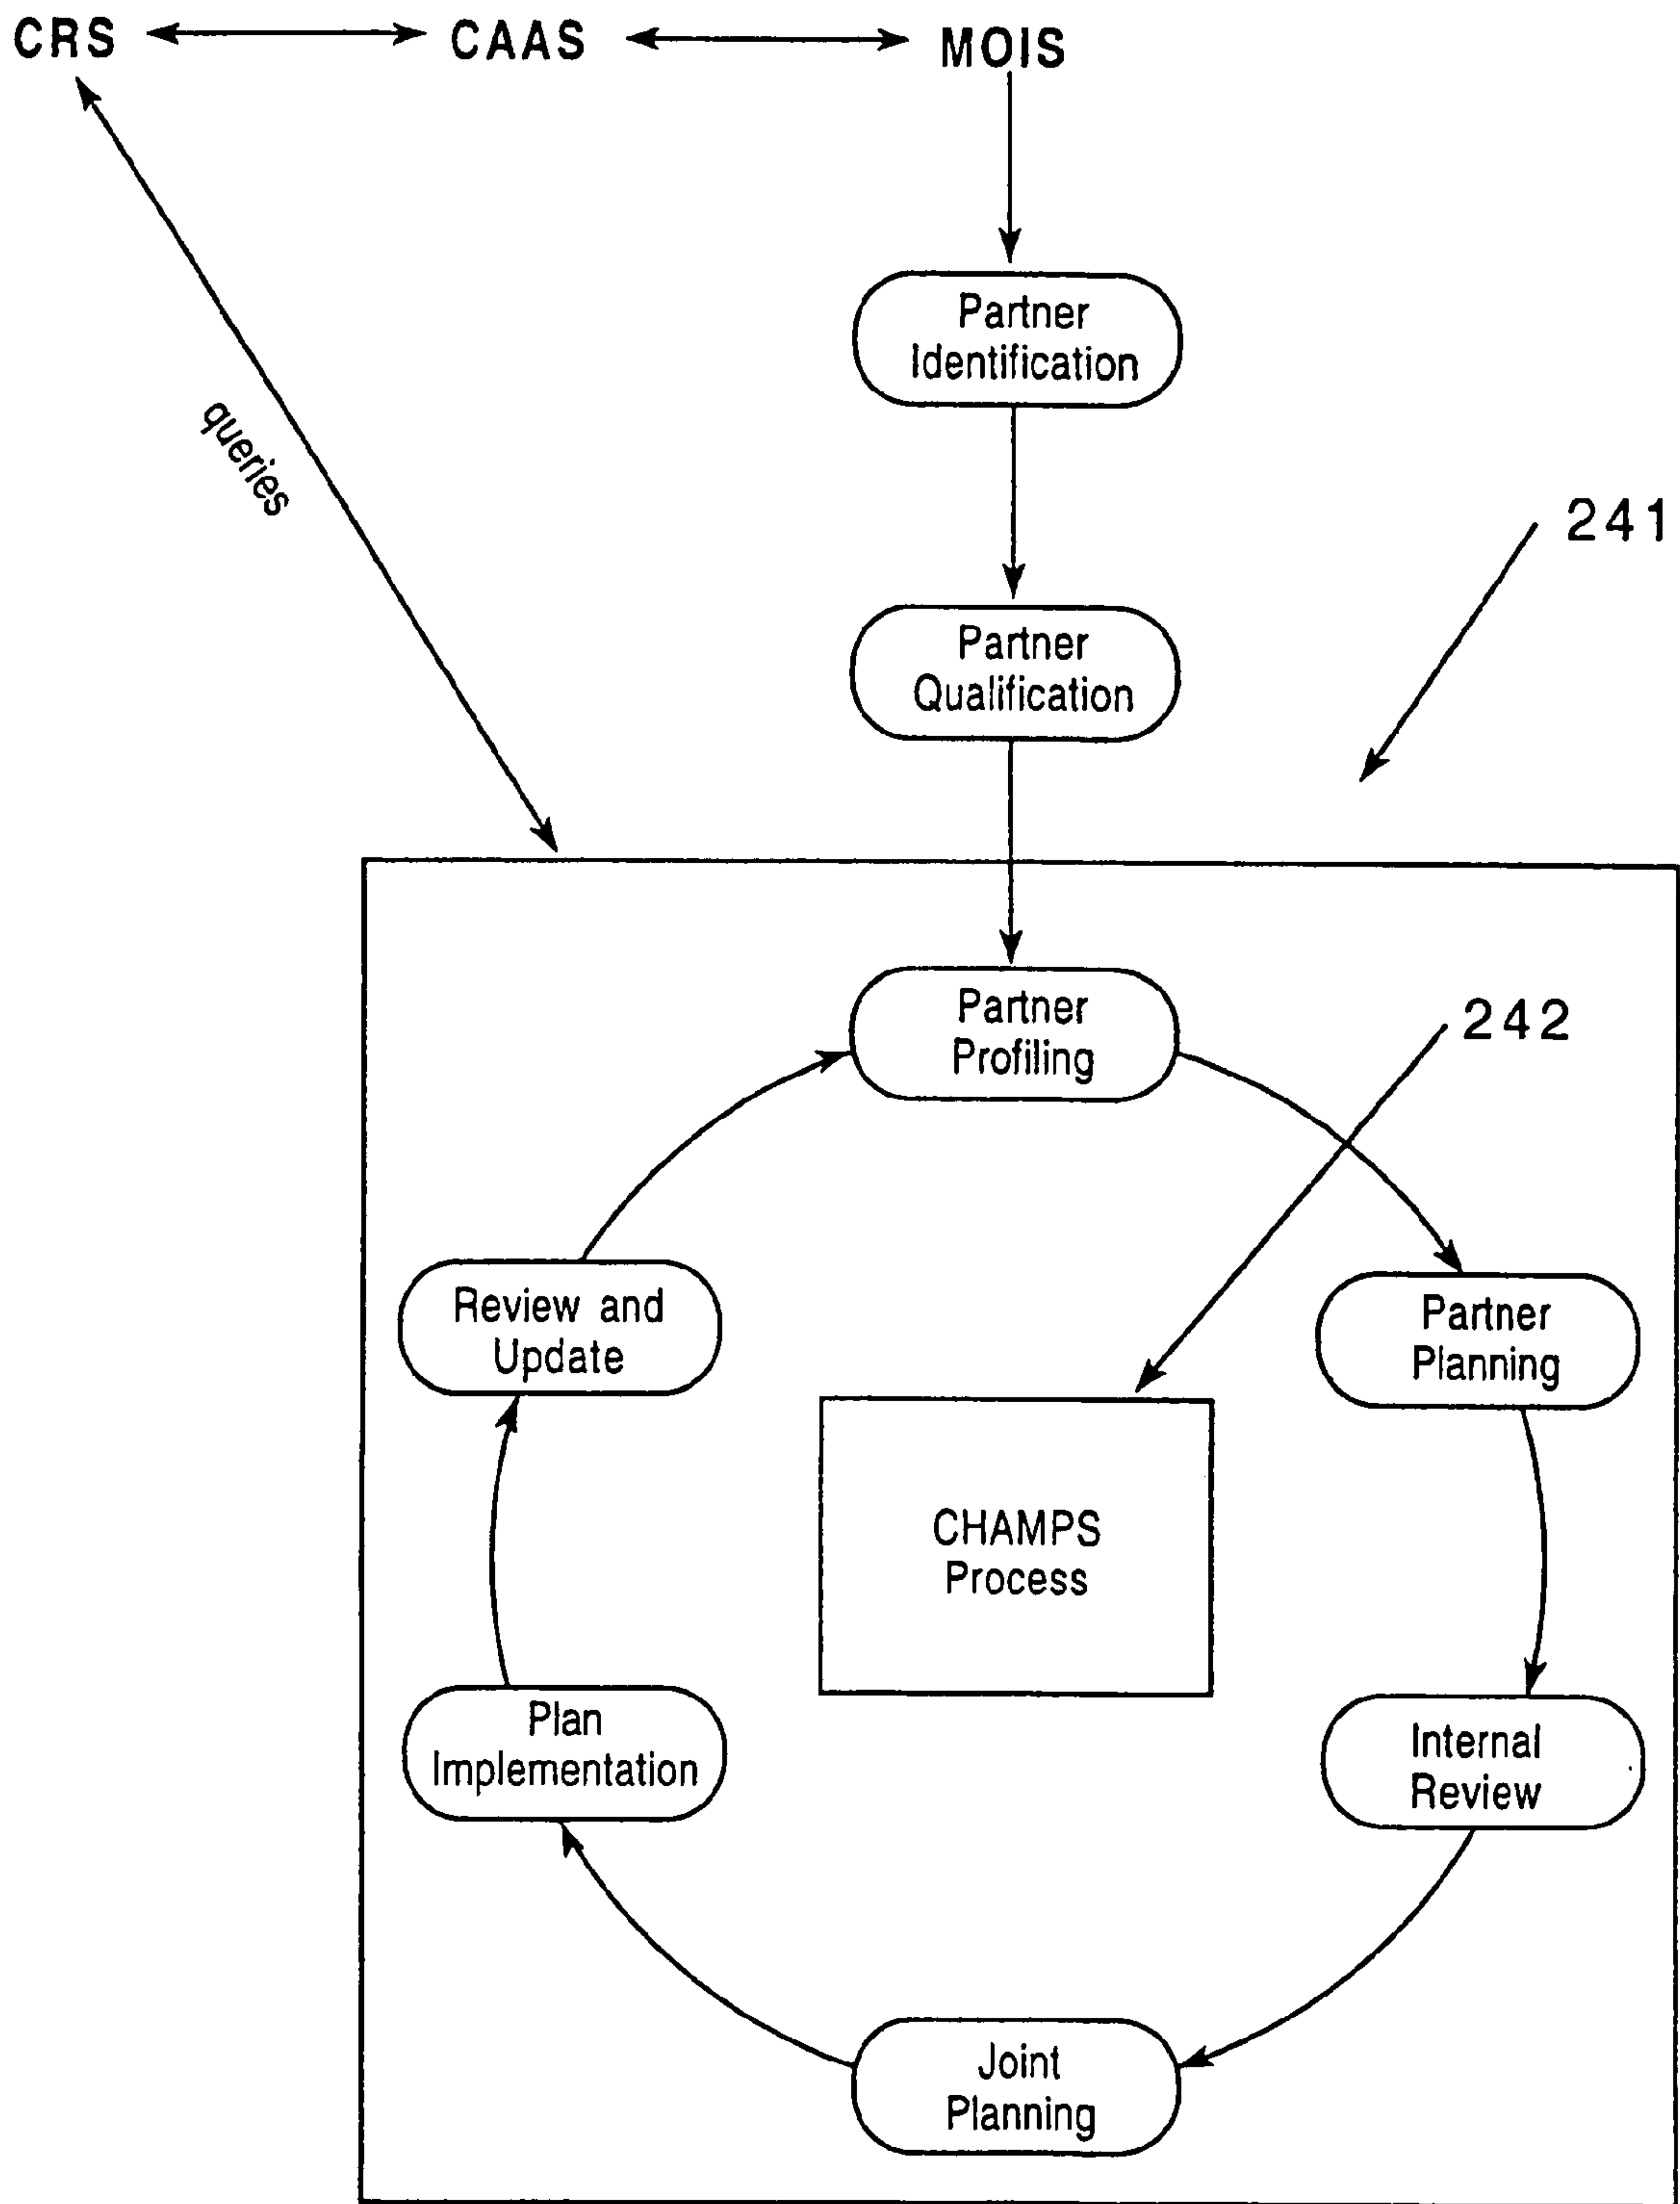 CRS
CAAS
MOIS
Partner
Identification
queries
241
Partner
Qualification
Partner
Profiling
242
Review and
Update
Partner
Planning
CHAMPS
Process
Plan
Implementation
Internal
Review
Joint
Planning